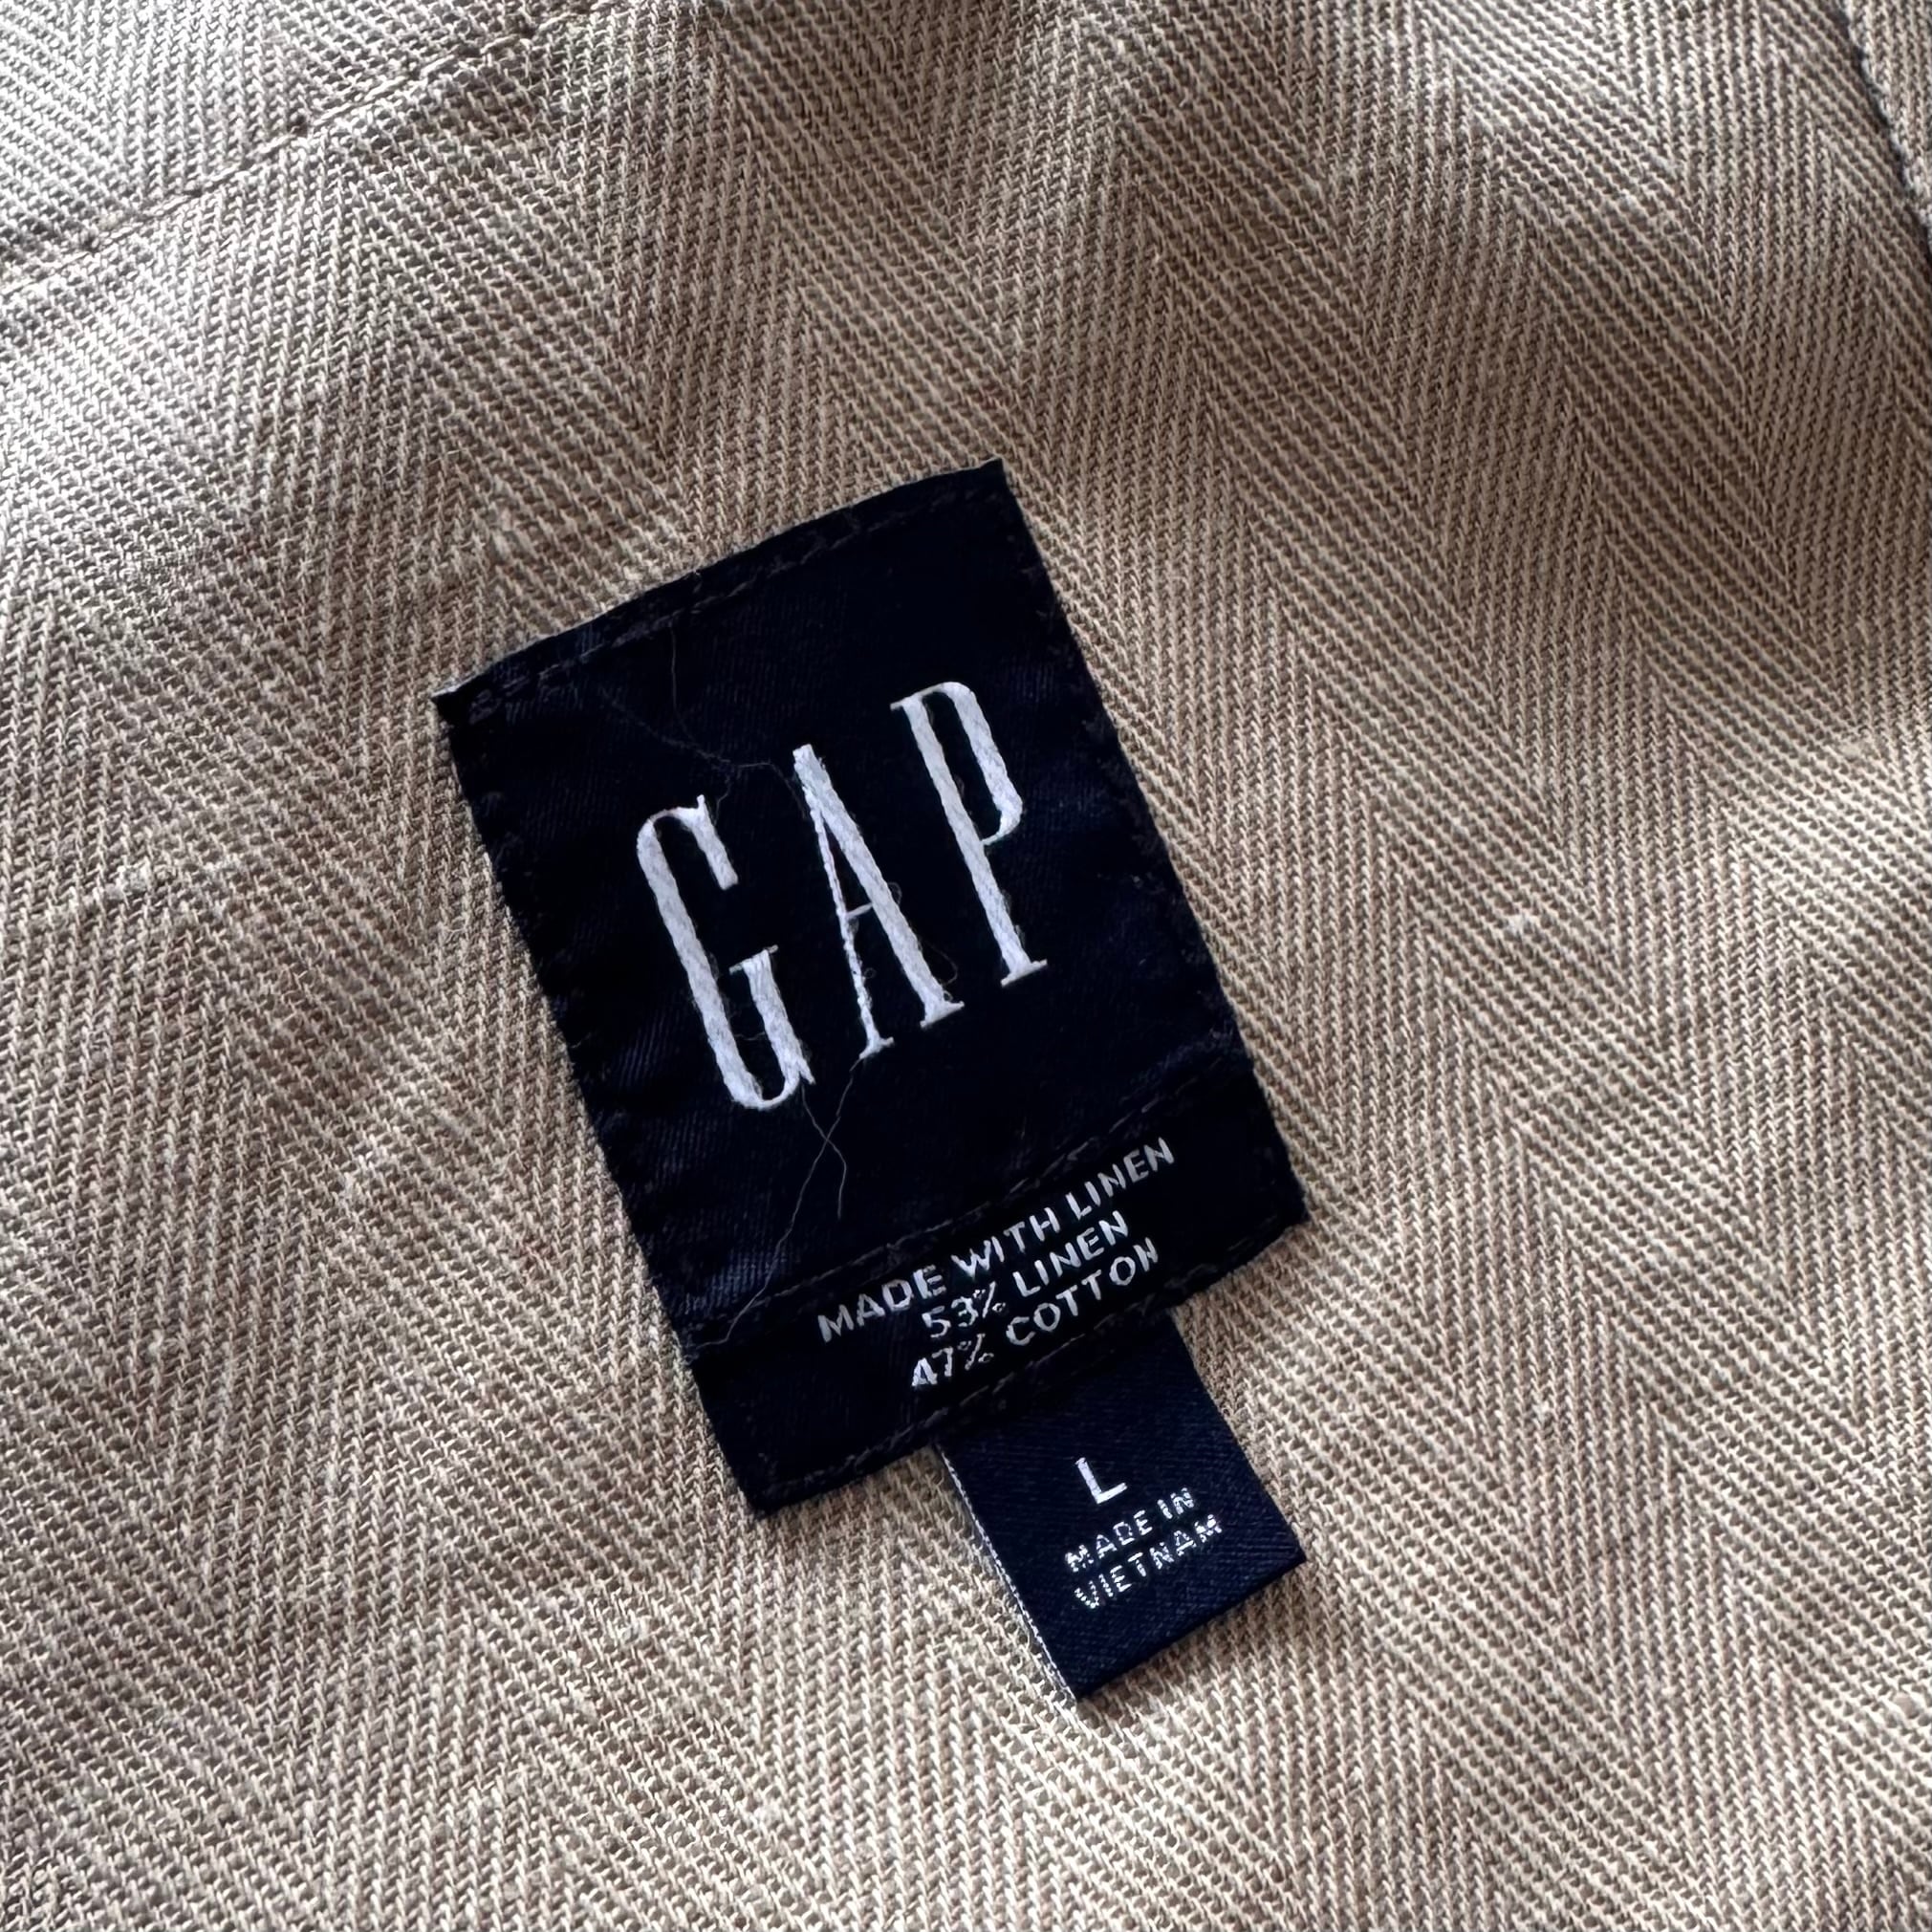 GAP
MADE WITH LINEN
53% LINEN
47% COTTON
L
MADE IN
VIETNAM